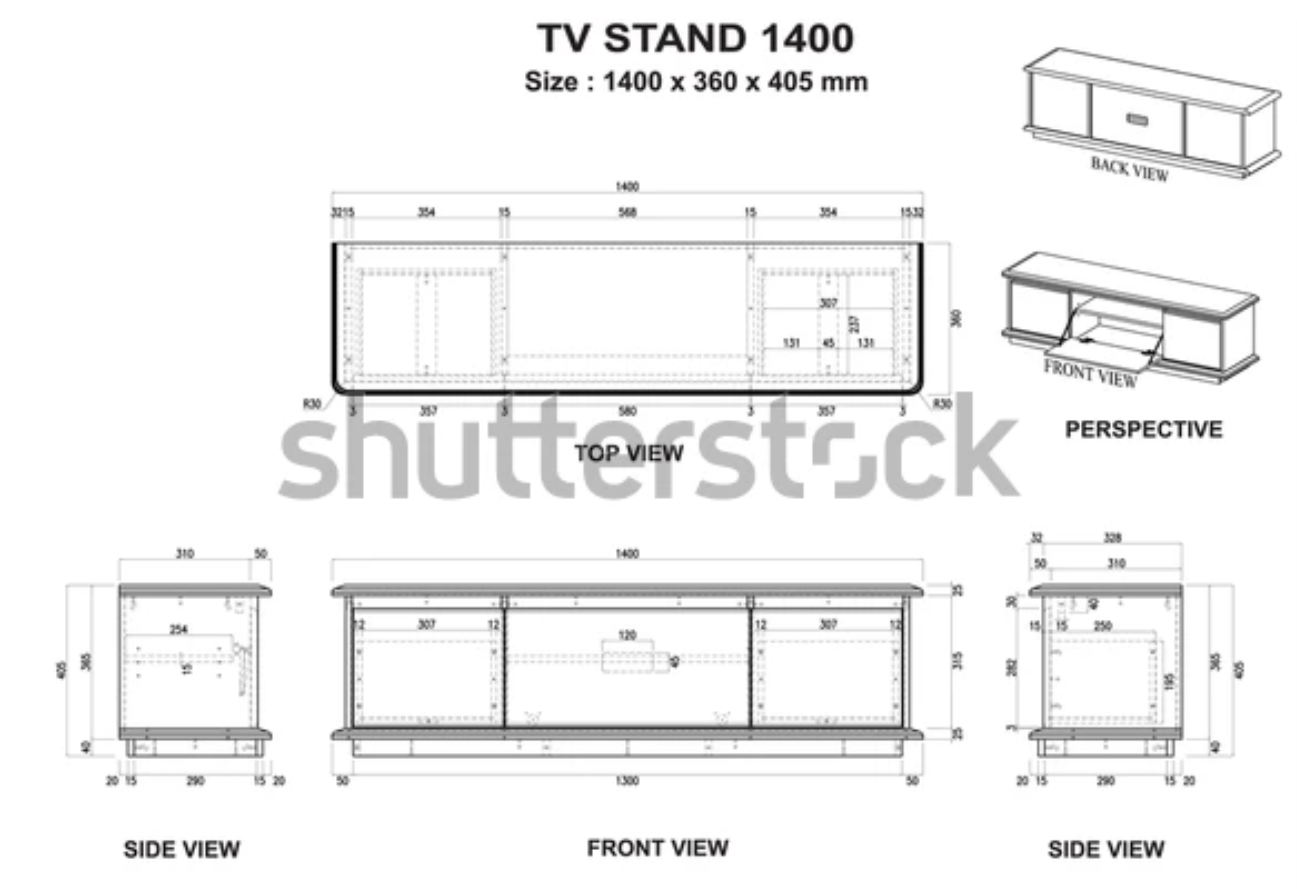 TV STAND 1400
Size : 1400 x 360 x 405 mm
BACK VIEW
1400
32 15 354 15 568 15 354 15 32
307
237
131 45 131
360
R30 R30
3 357 3 580 3 357 3
FRONT VIEW
PERSPECTIVE
shutterstock
TOP VIEW
310 50
254
15
405
365
40
20 15 290 15 20
1400
12 307 12
120
45
12 307 12
25
315
25
50 1300 50
32 328
50 310
30
40
15 15 250
282
195
3
365
405
40
20 15 290 15 20
SIDE VIEW
FRONT VIEW
SIDE VIEW